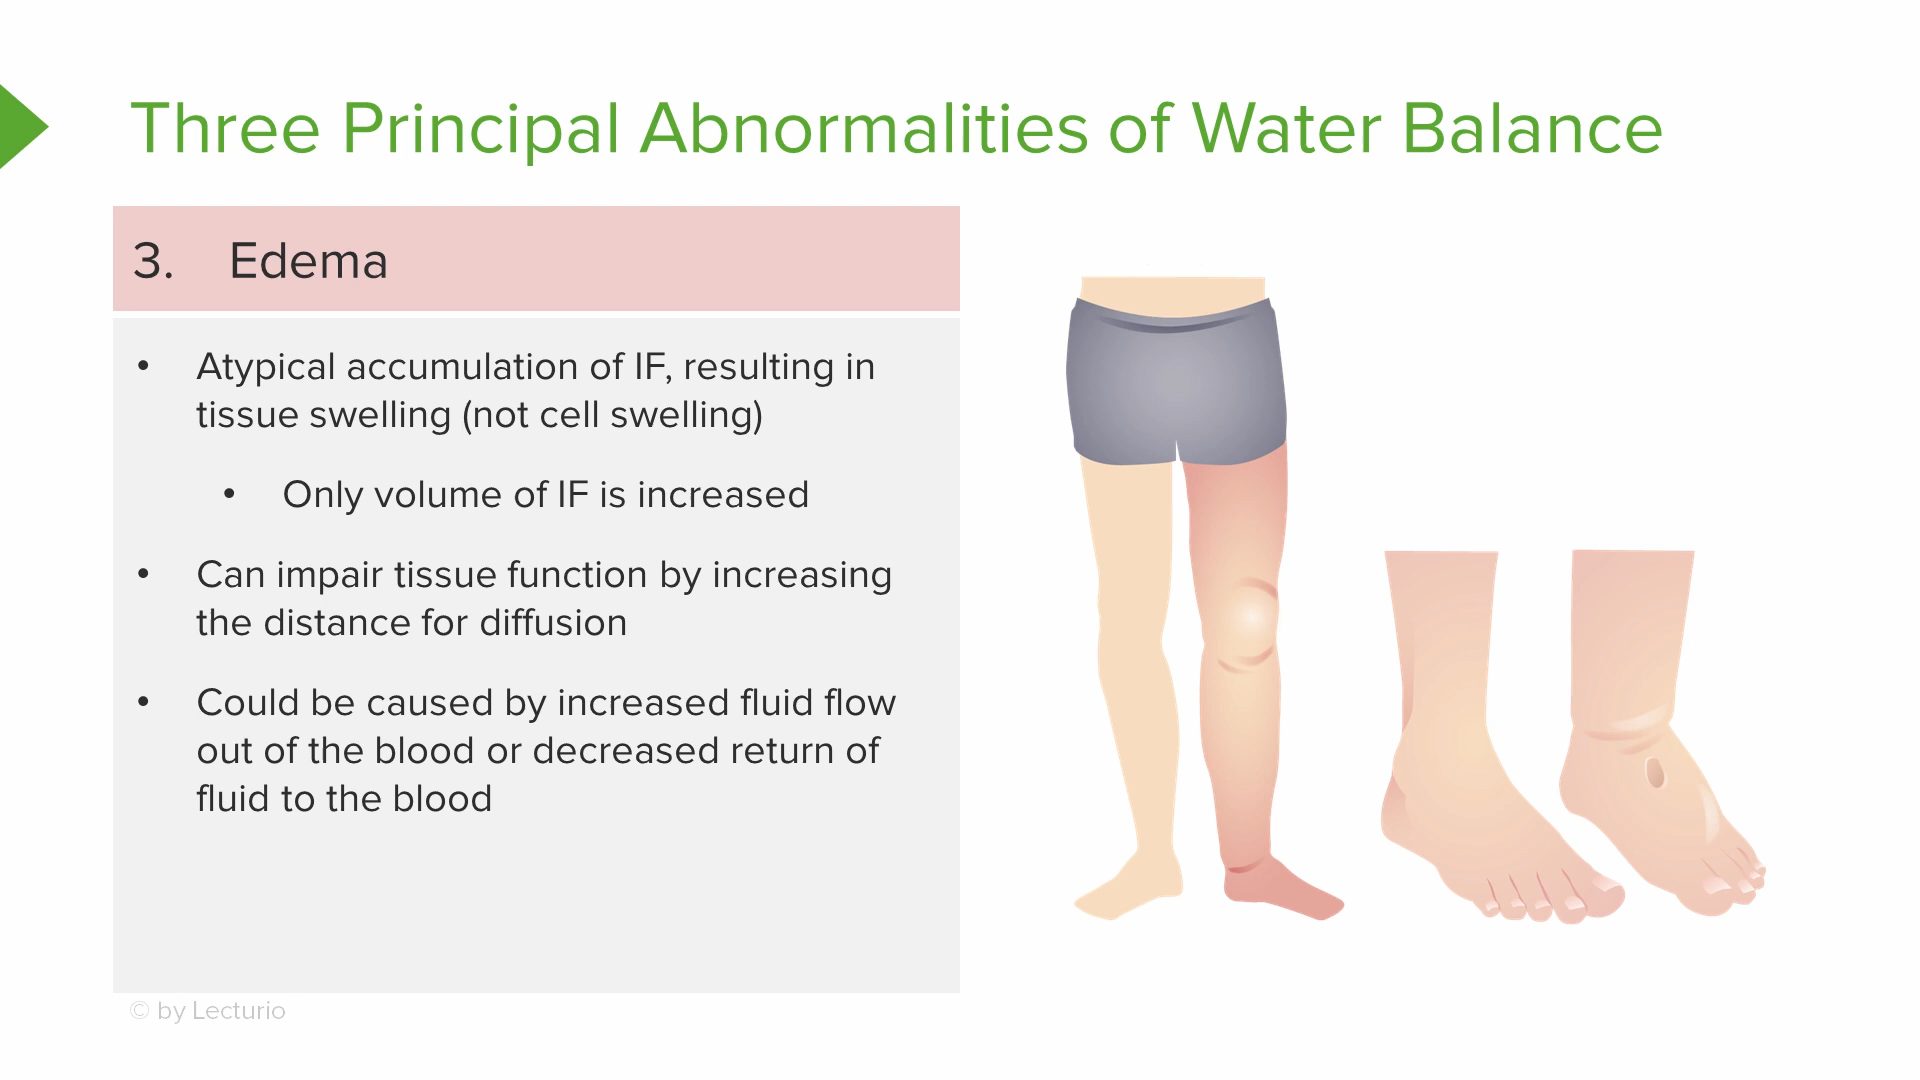 Three Principal Abnormalities of Water Balance
3. Edema
• Atypical accumulation of IF, resulting in
tissue swelling (not cell swelling)
• Only volume of IF is increased
• Can impair tissue function by increasing
the distance for diffusion
• Could be caused by increased fluid flow
out of the blood or decreased return of
fluid to the blood
© by Lecturio